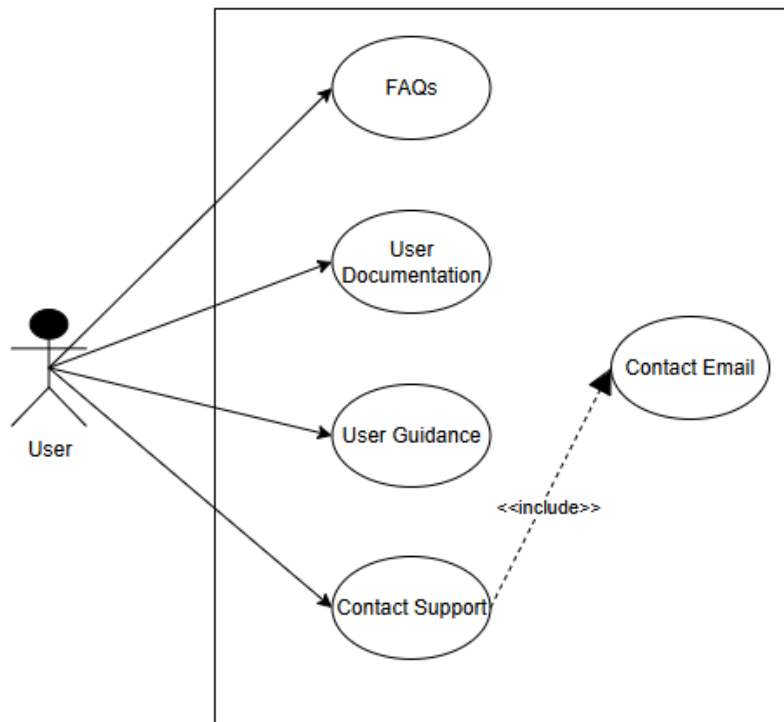 FAQs
User
Documentation
Contact Email
User Guidance
User
<<include>>
Contact Support